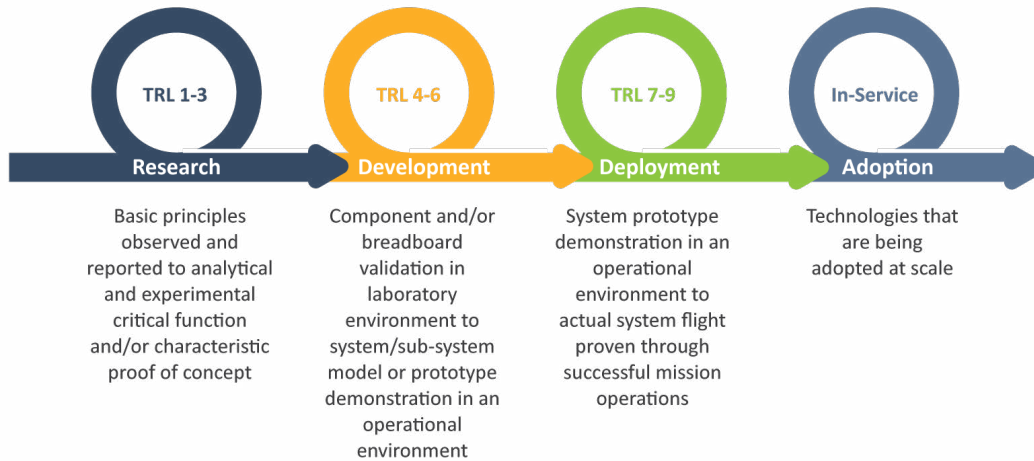 TRL 1-3
TRL 4-6
TRL 7-9
In-Service
Research
Development
Deployment
Adoption
Basic principles
observed and
reported to analytical
and experimental
critical function
and/or characteristic
proof of concept
Component and/or
breadboard
validation in
laboratory
environment to
system/sub-system
model or prototype
demonstration in an
operational
environment
System prototype
demonstration in an
operational
environment to
actual system flight
proven through
successful mission
operations
Technologies that
are being
adopted at scale